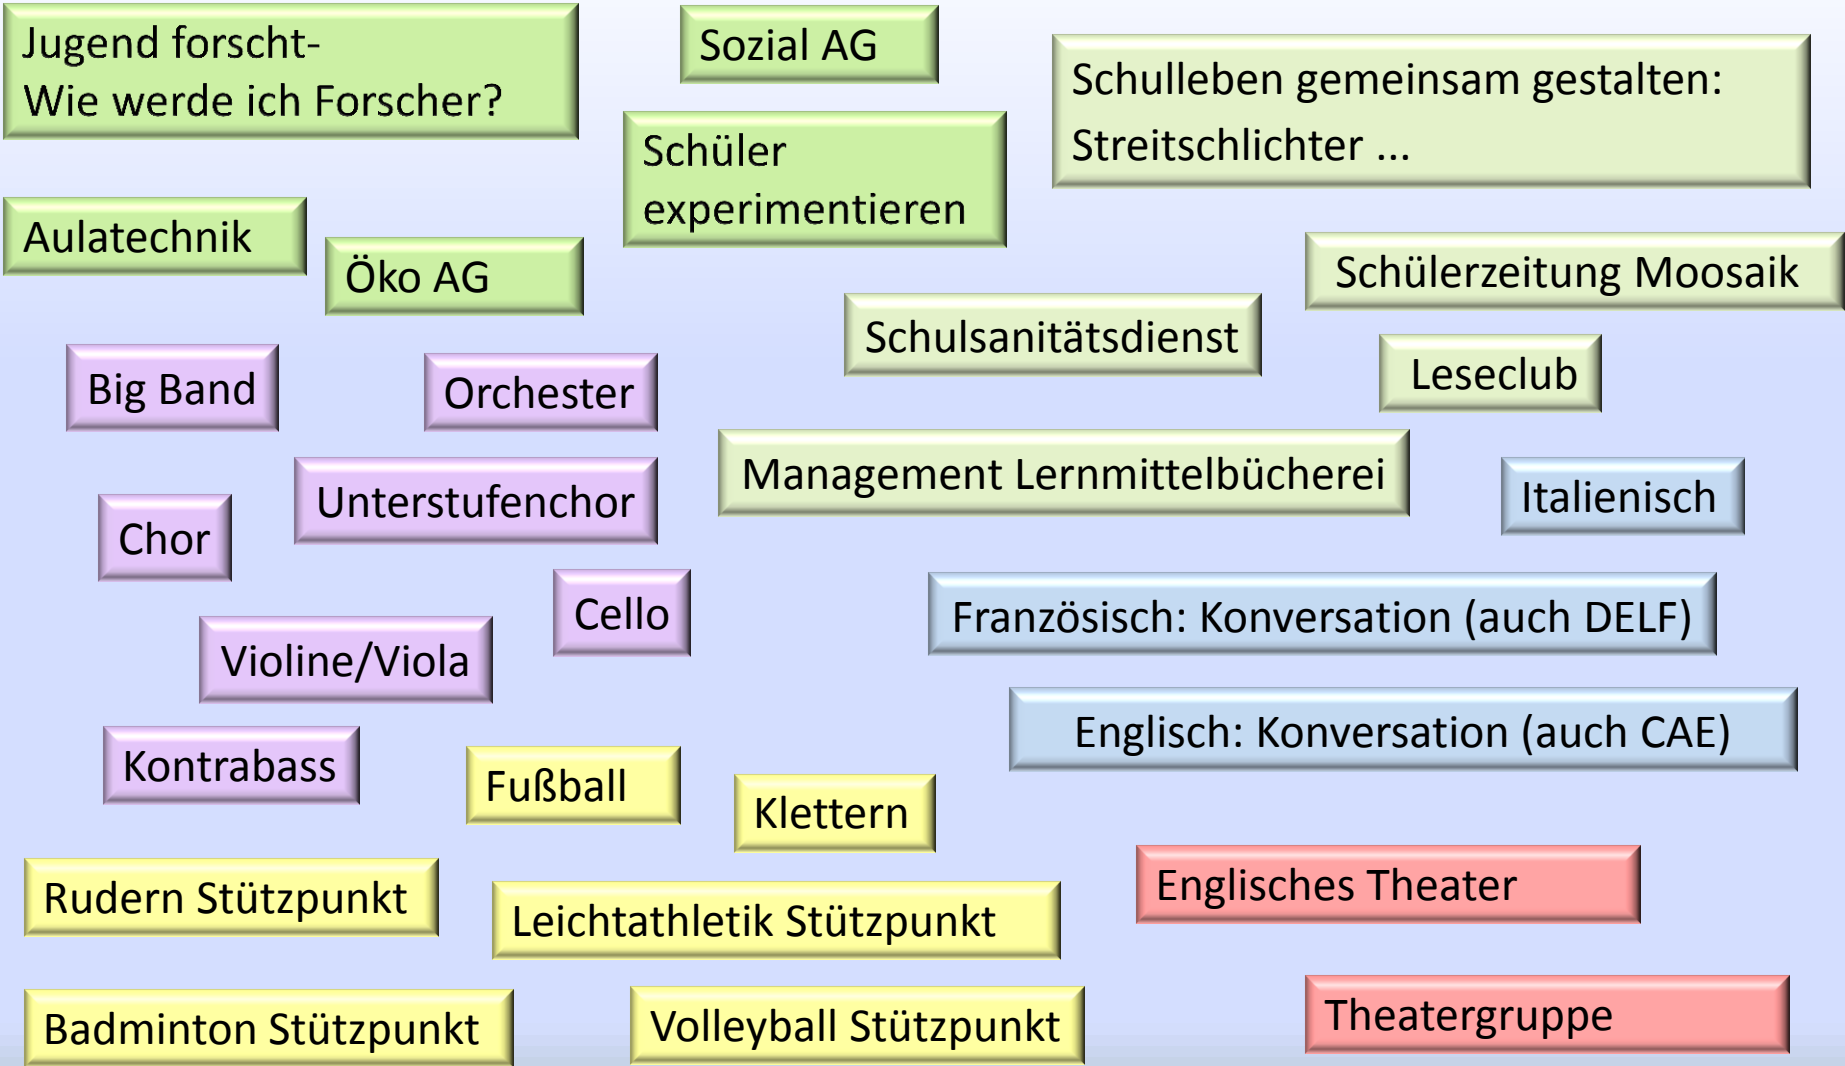 Jugend forscht-
Wie werde ich Forscher?
Sozial AG
Schulleben gemeinsam gestalten:
Streitschlichter ...
Schüler
experimentieren
Aulatechnik
Öko AG
Schülerzeitung Moosaik
Schulsanitätsdienst
Leseclub
Big Band
Orchester
Management Lernmittelbücherei
Unterstufenchor
Italienisch
Chor
Cello
Französisch: Konversation (auch DELF)
Violine/Viola
Englisch: Konversation (auch CAE)
Kontrabass
Fußball
Klettern
Rudern Stützpunkt
Leichtathletik Stützpunkt
Englisches Theater
Badminton Stützpunkt
Volleyball Stützpunkt
Theatergruppe